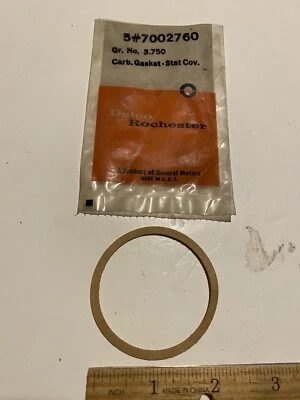 5#7002760
Gr. No. 3.750
Carb. Gasket-Stat Cov.
Delco
Rochester
A Product of General Motors
MADE IN U.S.A.
INCH 1 MADE IN CHINA 2 3